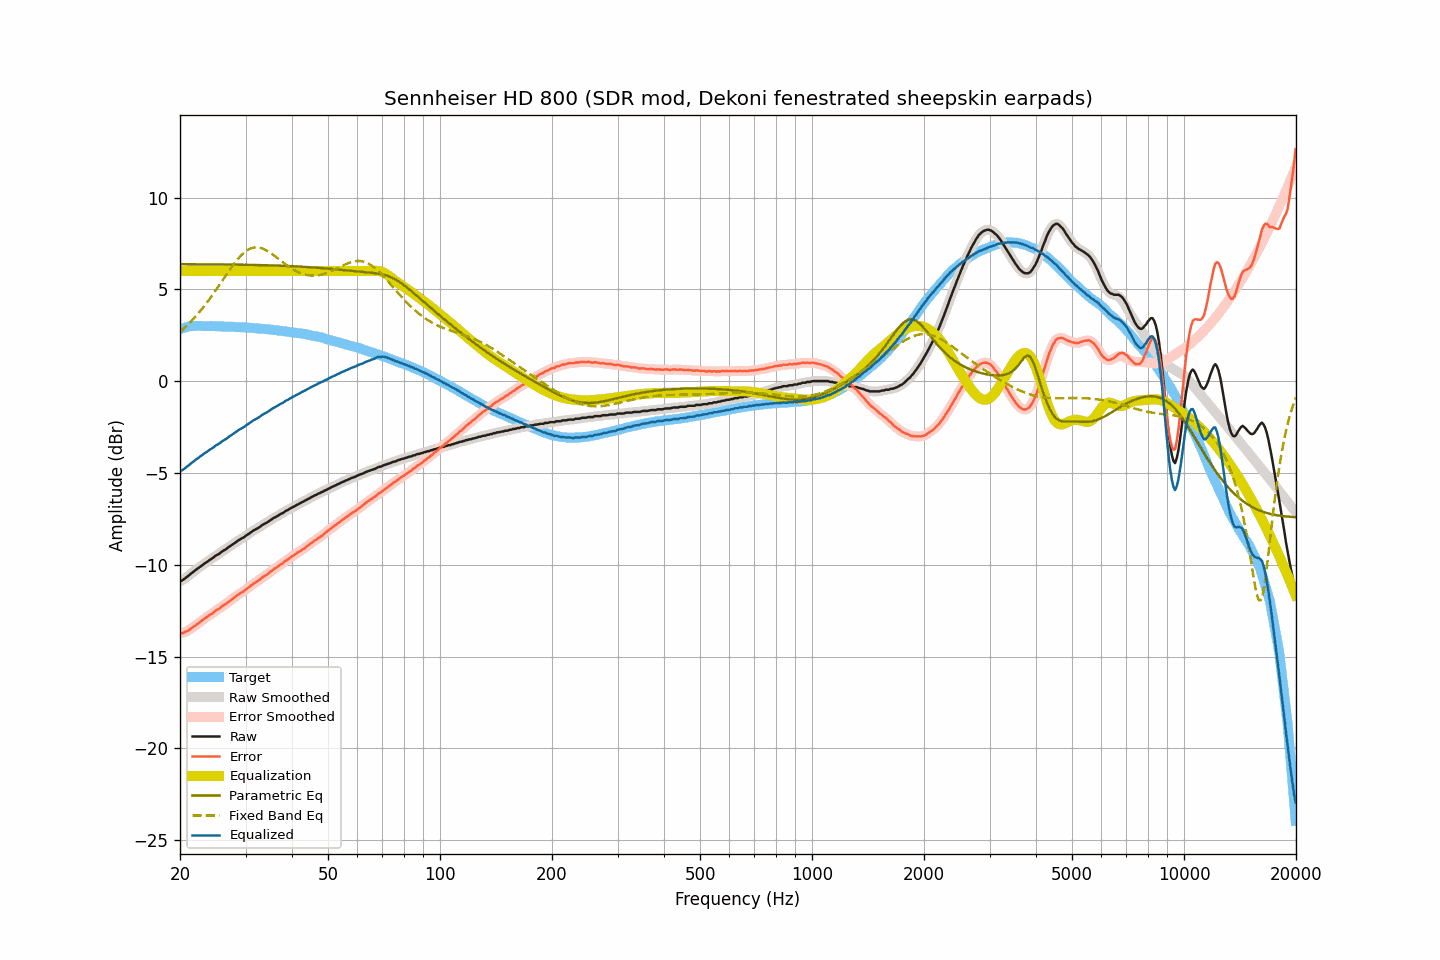 Sennheiser HD 800 (SDR mod, Dekoni fenestrated sheepskin earpads)
Amplitude (dBr)
10
5
0
−5
−10
−15
−20
−25
Target
Raw Smoothed
Error Smoothed
Raw
Error
Equalization
Parametric Eq
Fixed Band Eq
Equalized
20 50 100 200 500 1000 2000 5000 10000 20000
Frequency (Hz)